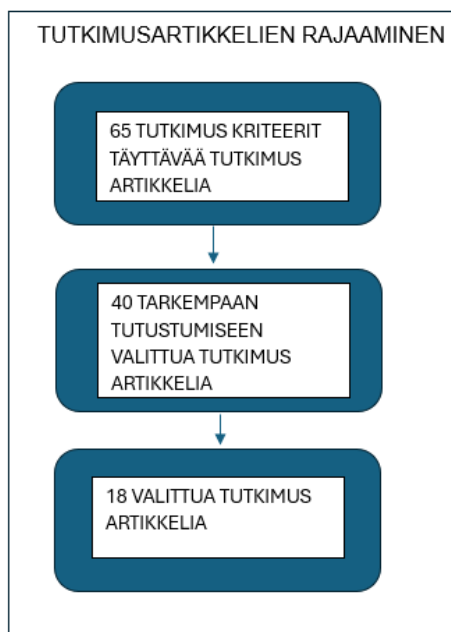 TUTKIMUSARTIKKELIEN RAJAAMINEN
65 TUTKIMUS KRITEERIT
TÄYTTÄVÄÄ TUTKIMUS
ARTIKKELIA
40 TARKEMPAAN
TUTUSTUMISEEN
VALITTUA TUTKIMUS
ARTIKKELIA
18 VALITTUA TUTKIMUS
ARTIKKELIA